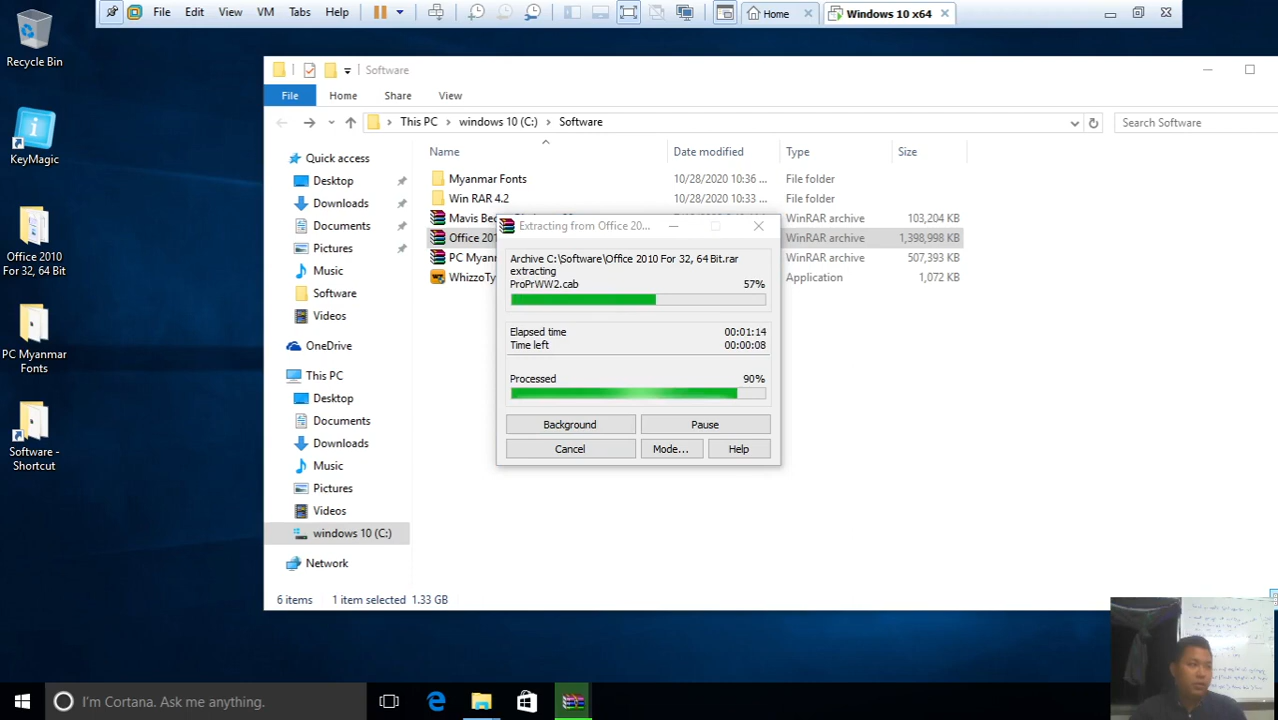 File Edit View VM Tabs Help
Home
Windows 10 x64
Recycle Bin
KeyMagic
Office 2010
For 32, 64 Bit
PC Myanmar
Fonts
Software -
Shortcut
Software
File Home Share View
This PC windows 10 (C:) Software
Search Software
Name Date modified Type Size
Myanmar Fonts 10/28/2020 10:36 ... File folder
Win RAR 4.2 10/28/2020 10:33 ... File folder
Mavis Bec WinRAR archive 103,204 KB
Office 201 WinRAR archive 1,398,998 KB
PC Myanm WinRAR archive 507,393 KB
WhizzoTy Application 1,072 KB
Quick access
Desktop
Downloads
Documents
Pictures
Music
Software
Videos
OneDrive
This PC
Desktop
Documents
Downloads
Music
Pictures
Videos
windows 10 (C:)
Network
6 items 1 item selected 1.33 GB
Extracting from Office 20...
Archive C:\Software\Office 2010 For 32, 64 Bit.rar
extracting
ProPrWW2.cab 57%
Elapsed time 00:01:14
Time left 00:00:08
Processed 90%
Background Pause
Cancel Mode... Help
I'm Cortana. Ask me anything.